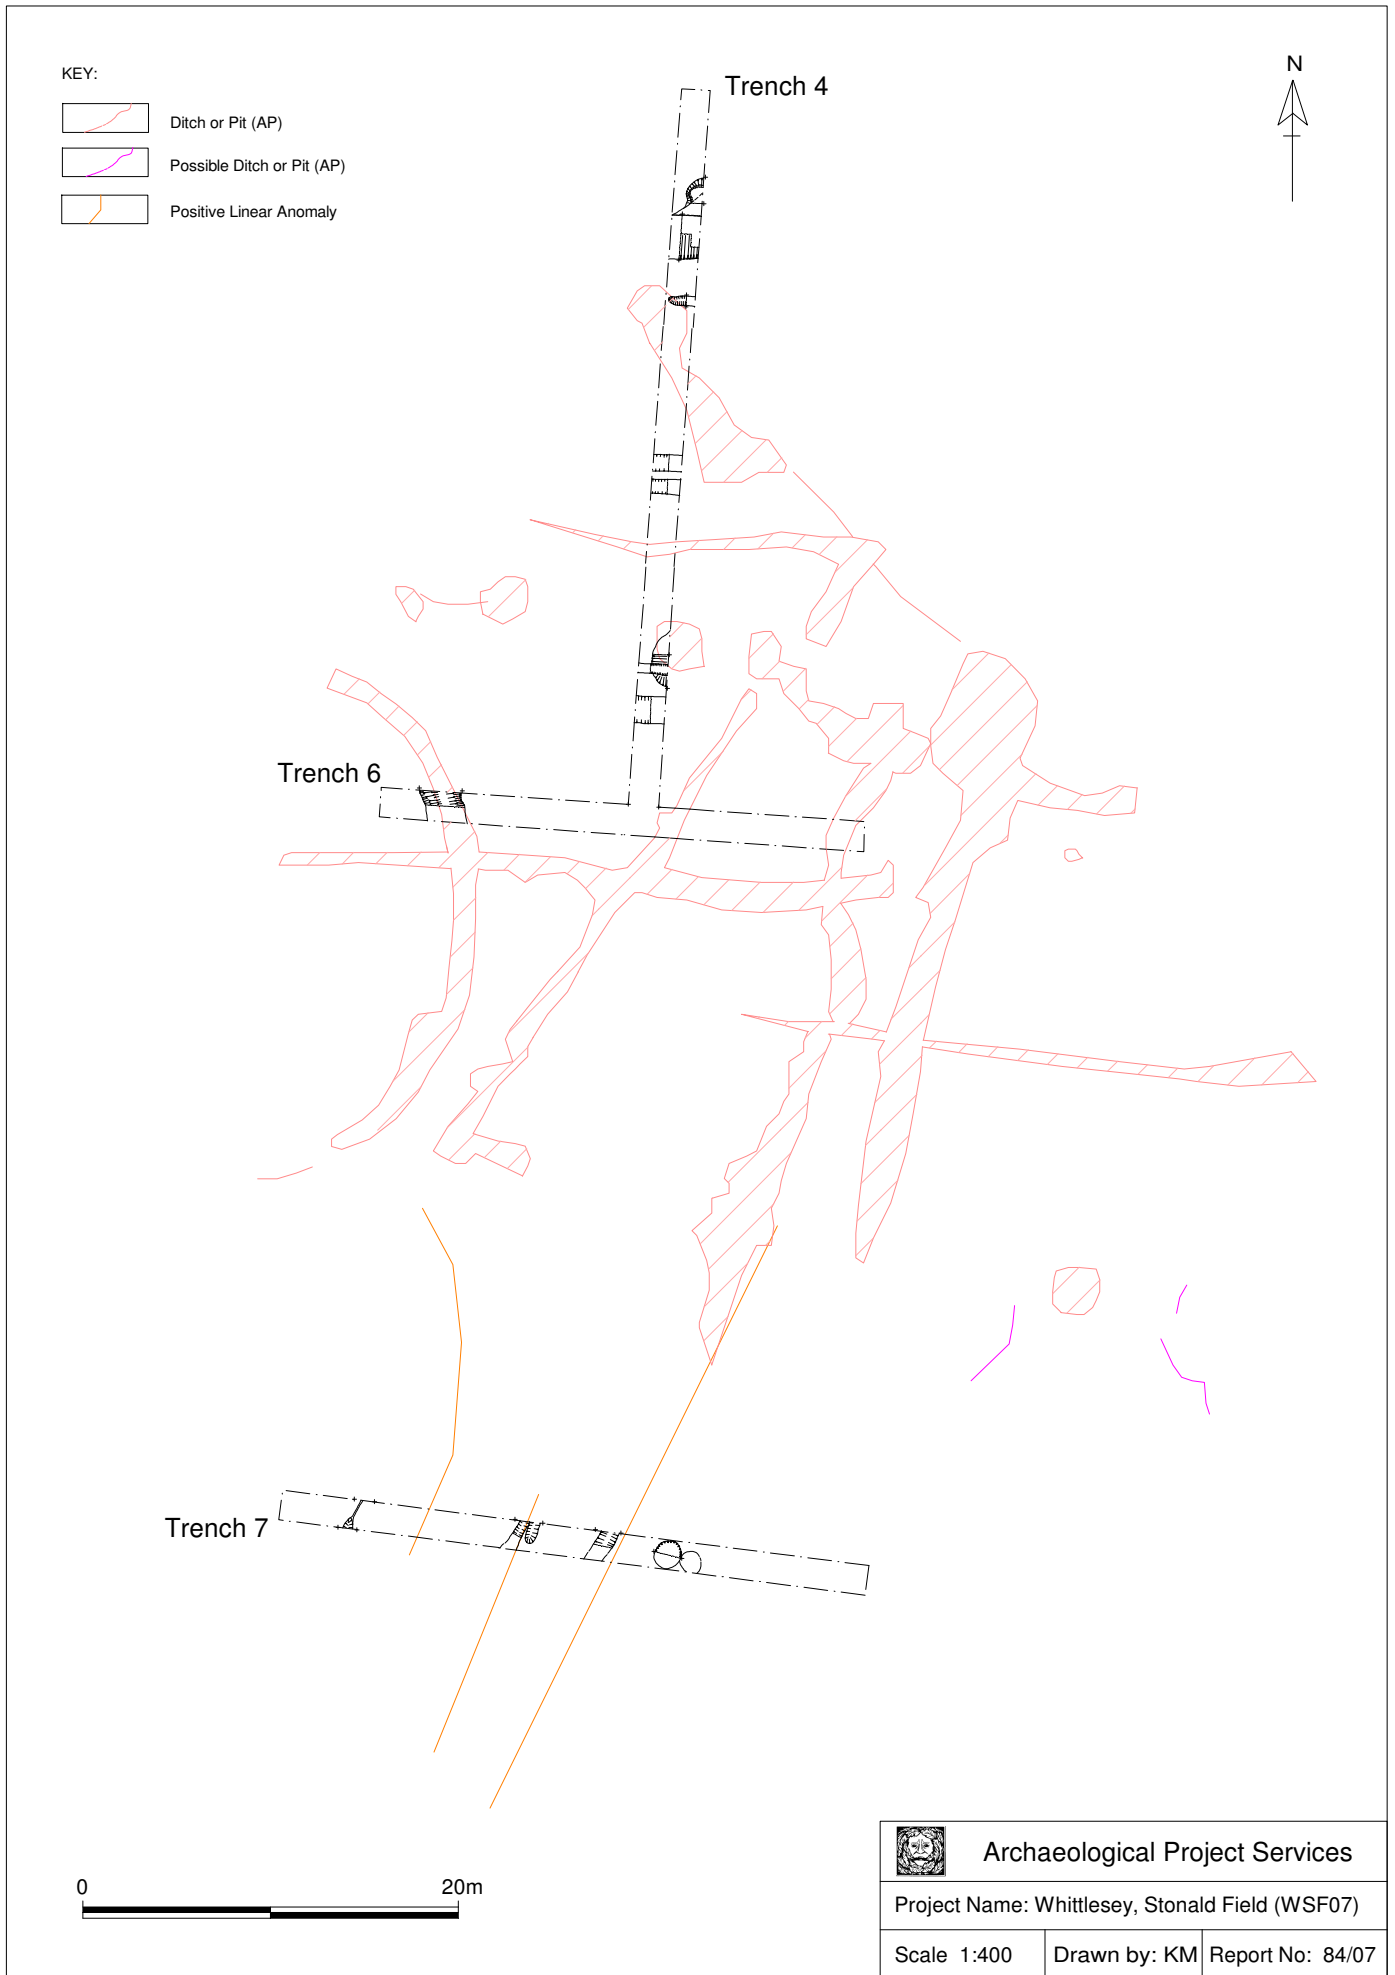 KEY:
Ditch or Pit (AP)
Possible Ditch or Pit (AP)
Positive Linear Anomaly
Trench 4
N
Trench 6
Trench 7
0 20m
Archaeological Project Services
Project Name: Whittlesey, Stonald Field (WSF07)
Scale 1:400 Drawn by: KM Report No: 84/07